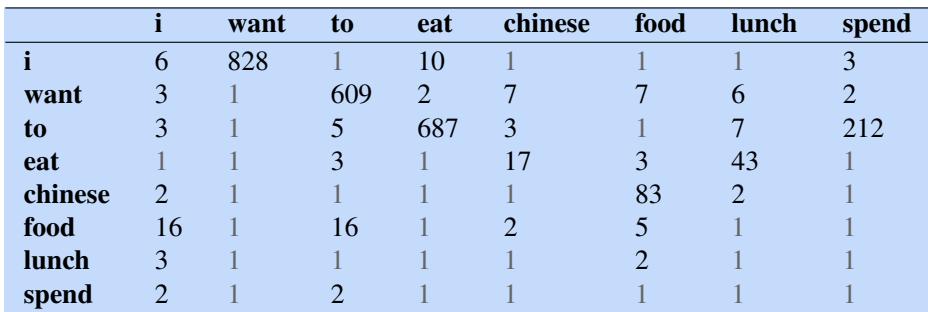 i want to eat chinese food lunch spend
i 6 828 1 10 1 1 1 3
want 3 1 609 2 7 7 6 2
to 3 1 5 687 3 1 7 212
eat 1 1 3 1 17 3 43 1
chinese 2 1 1 1 1 83 2 1
food 16 1 16 1 2 5 1 1
lunch 3 1 1 1 1 2 1 1
spend 2 1 2 1 1 1 1 1